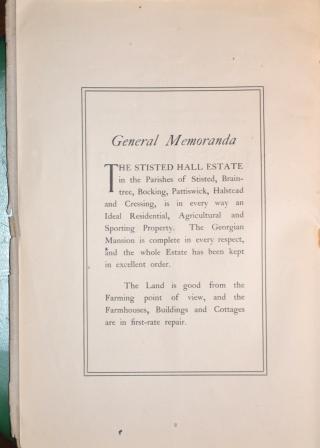 General Memoranda
THE STISTED HALL ESTATE
in the Parishes of Stisted, Brain-
tree, Bocking, Pattiswick, Halstead
and Cressing, is in every way an
Ideal Residential, Agricultural and
Sporting Property. The Georgian
Mansion is complete in every respect,
and the whole Estate has been kept
in excellent order.
The Land is good from the
Farming point of view, and the
Farmhouses, Buildings and Cottages
are in first-rate repair.